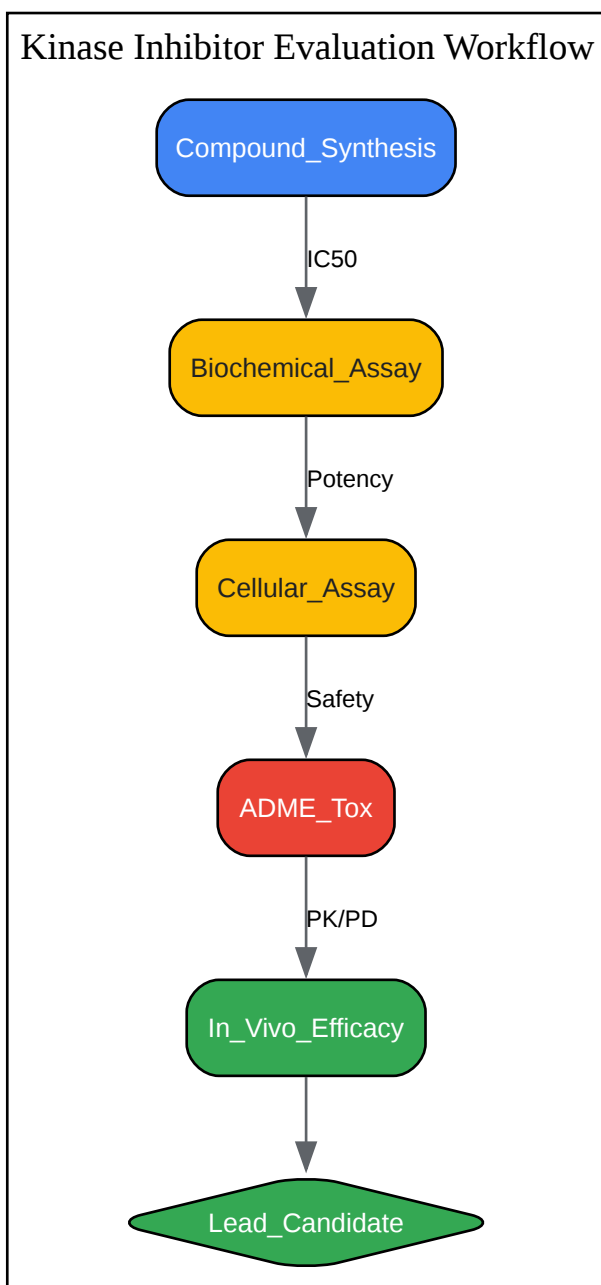 Kinase Inhibitor Evaluation Workflow
Compound_Synthesis
IC50
Biochemical_Assay
Potency
Cellular_Assay
Safety
ADME_Tox
PK/PD
In_Vivo_Efficacy
Lead_Candidate